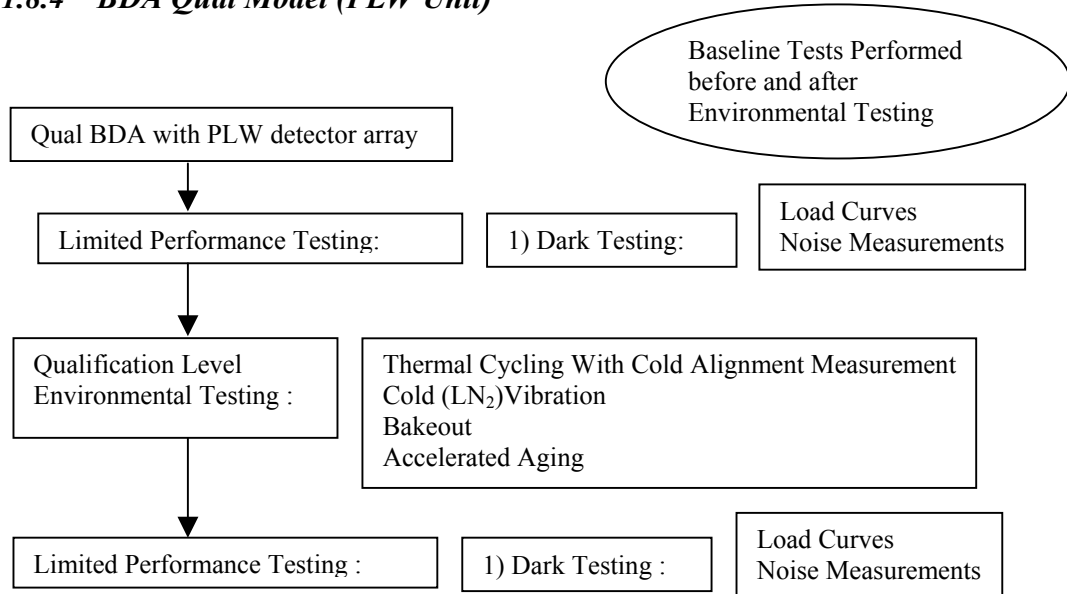 1.8.4 BDA Qual Model (PLW Unit)
Baseline Tests Performed
before and after
Environmental Testing
Qual BDA with PLW detector array
Limited Performance Testing:
1) Dark Testing:
Load Curves
Noise Measurements
Qualification Level
Environmental Testing :
Thermal Cycling With Cold Alignment Measurement
Cold (LN2)Vibration
Bakeout
Accelerated Aging
Limited Performance Testing :
1) Dark Testing :
Load Curves
Noise Measurements